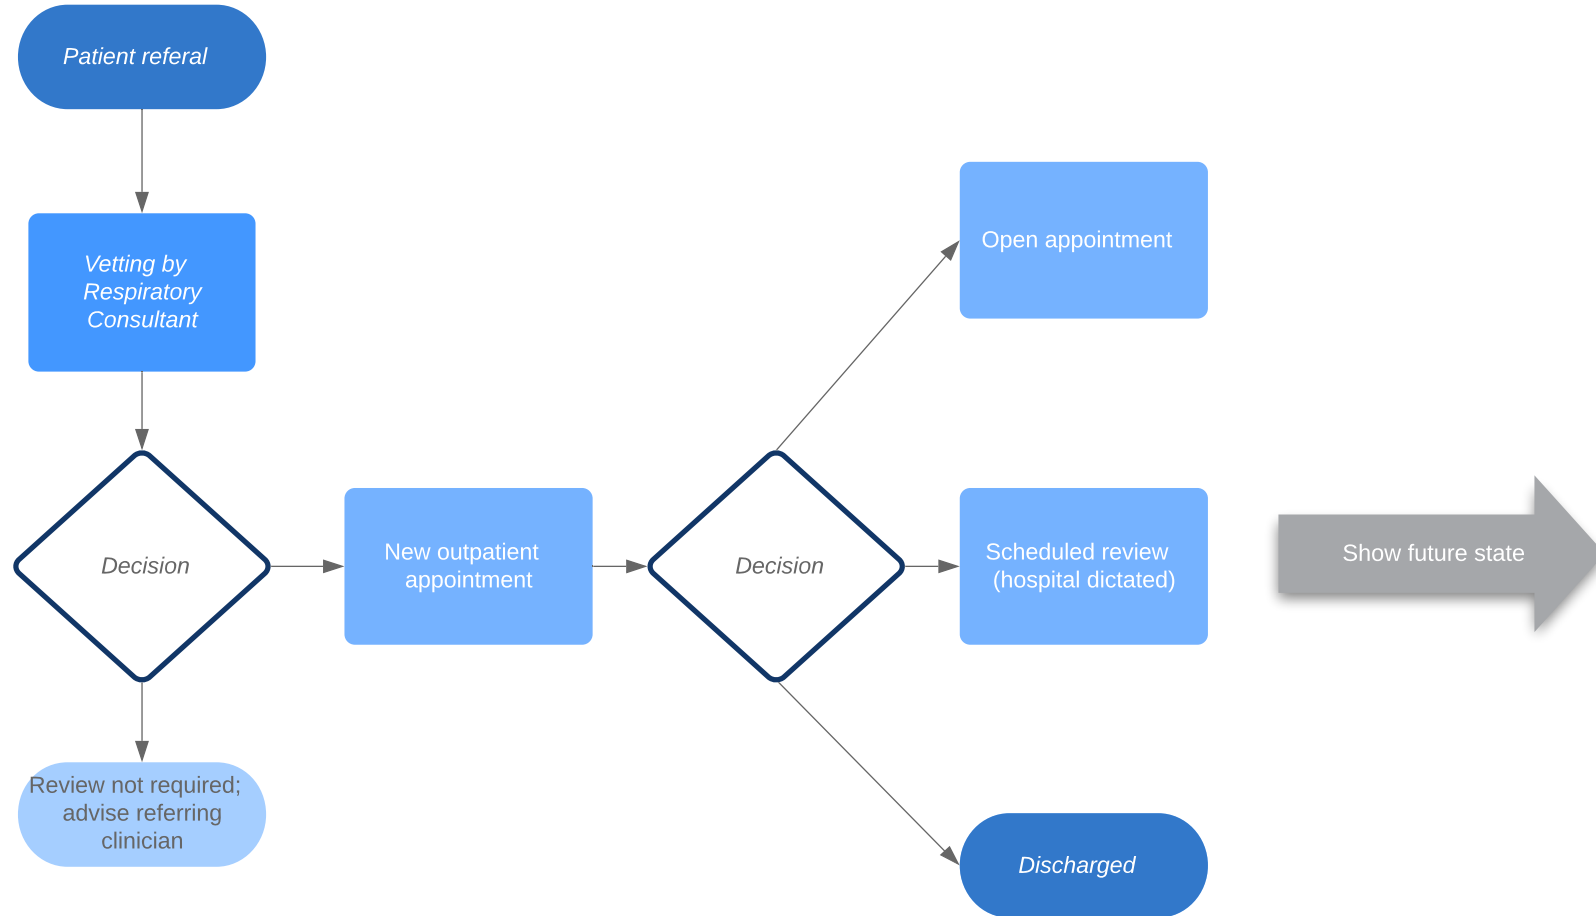 Patient referal
Vetting by
Respiratory
Consultant
Decision
Review not required;
advise referring
clinician
New outpatient
appointment
Decision
Open appointment
Scheduled review
(hospital dictated)
Discharged
Show future state